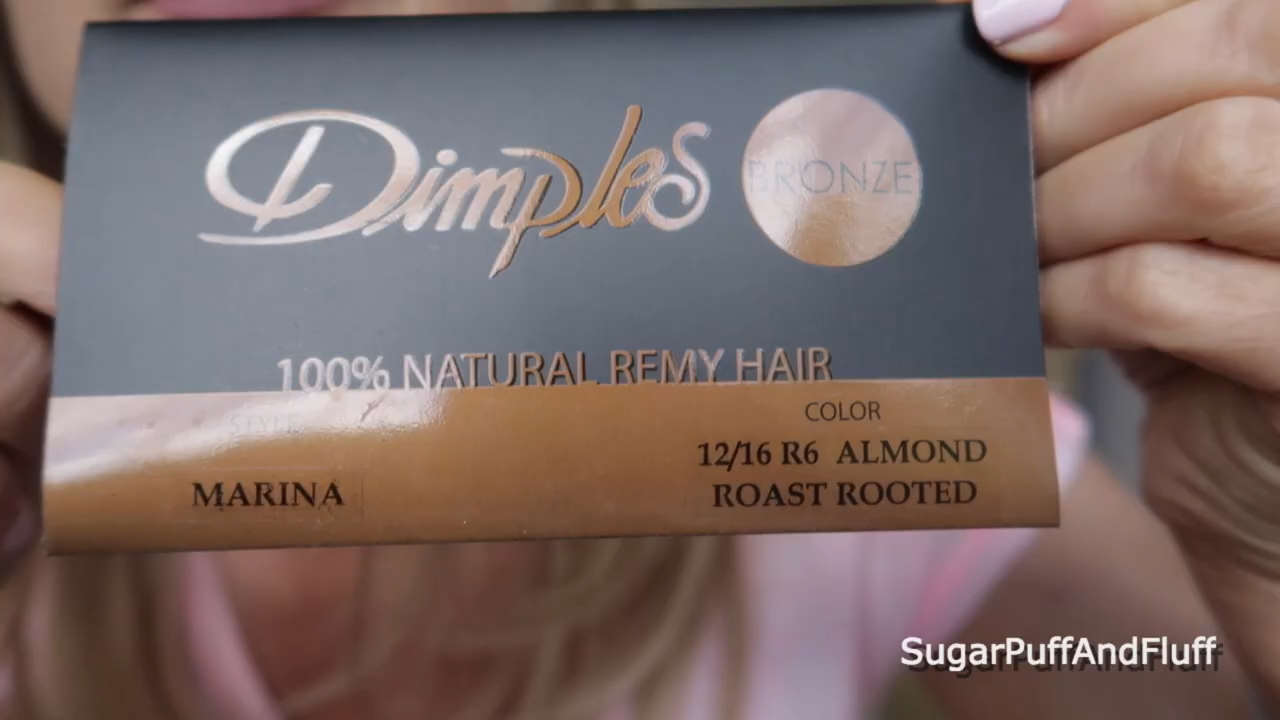 Dimples
BRONZE
100% NATURAL REMY HAIR
STYLE
MARINA
COLOR
12/16 R6 ALMOND
ROAST ROOTED
SugarPuffAndFluff